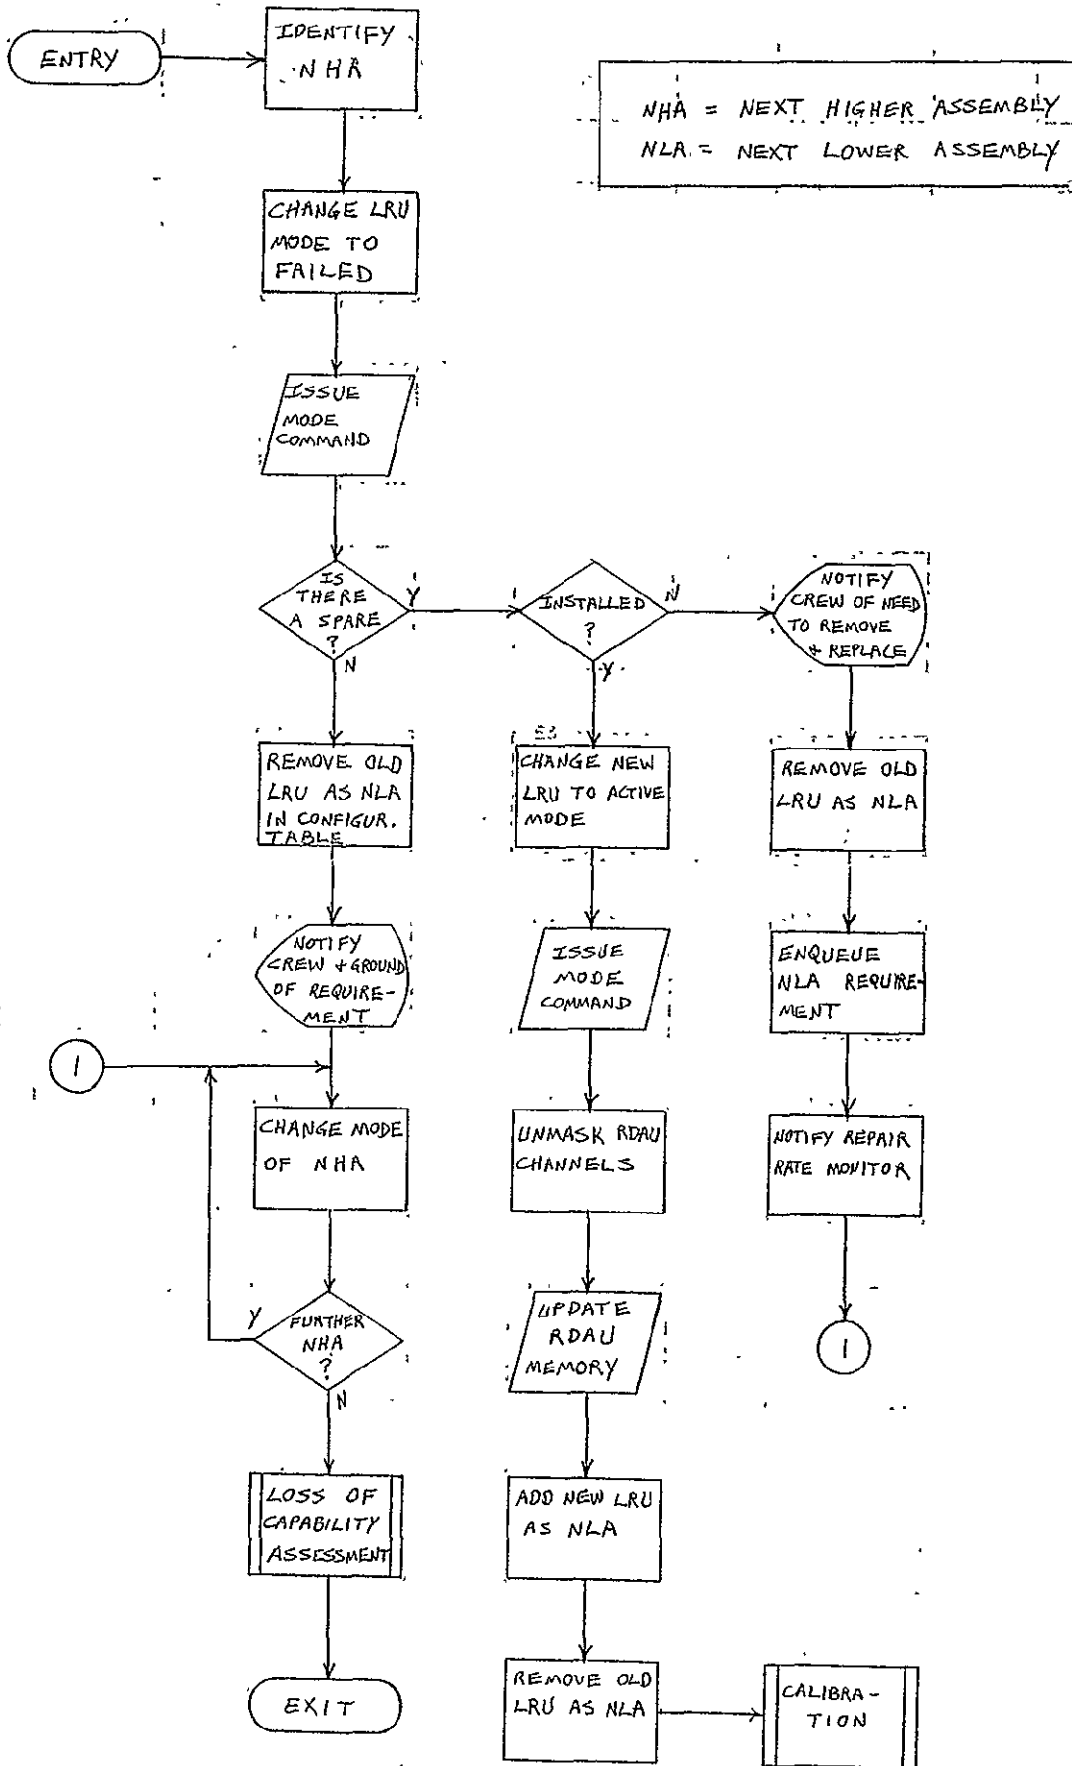 ENTRY
IDENTIFY
NHA
NHA = NEXT HIGHER ASSEMBLY
NLA = NEXT LOWER ASSEMBLY
CHANGE LRU
MODE TO
FAILED
ISSUE
MODE
COMMAND
IS
THERE
A SPARE
?
Y
N
INSTALLED
?
N
Y
NOTIFY
CREW OF NEED
TO REMOVE
+ REPLACE
REMOVE OLD
LRU AS NLA
IN CONFIGUR.
TABLE
CHANGE NEW
LRU TO ACTIVE
MODE
REMOVE OLD
LRU AS NLA
NOTIFY
CREW + GROUND
OF REQUIRE-
MENT
ISSUE
MODE
COMMAND
ENQUEUE
NLA REQUIRE-
MENT
1
CHANGE MODE
OF NHA
UNMASK RDAU
CHANNELS
NOTIFY REPAIR
RATE MONITOR
Y
FURTHER
NHA
?
N
UPDATE
RDAU
MEMORY
1
LOSS OF
CAPABILITY
ASSESSMENT
ADD NEW LRU
AS NLA
EXIT
REMOVE OLD
LRU AS NLA
CALIBRA-
TION